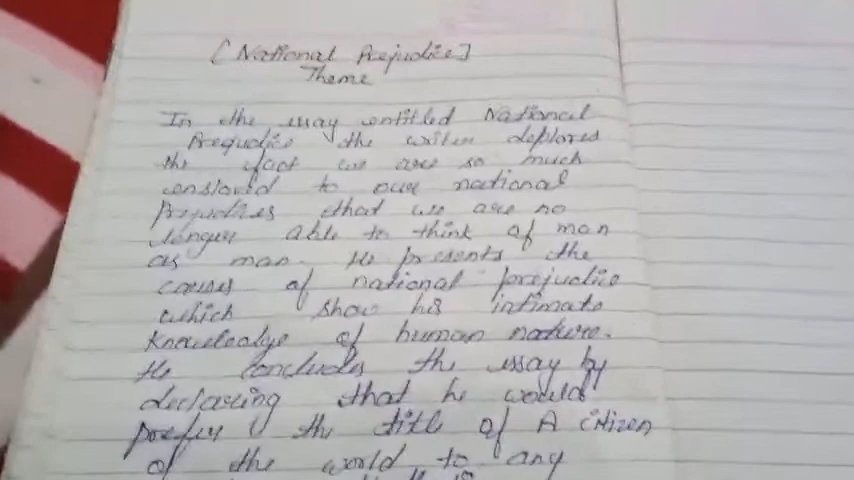 [National Prejudice]
Theme
In the essay entitled National
Prequdice the writer deplores
the fact we are so much
enslaved to our national
Prejudices that we are no
longer able to think of man
as man. He presents the
causes of national prejudice
which show his intimate
knowledge of human nature.
He concludes the essay by
declaring that he would
prefer the title of A citizen
of the world to any